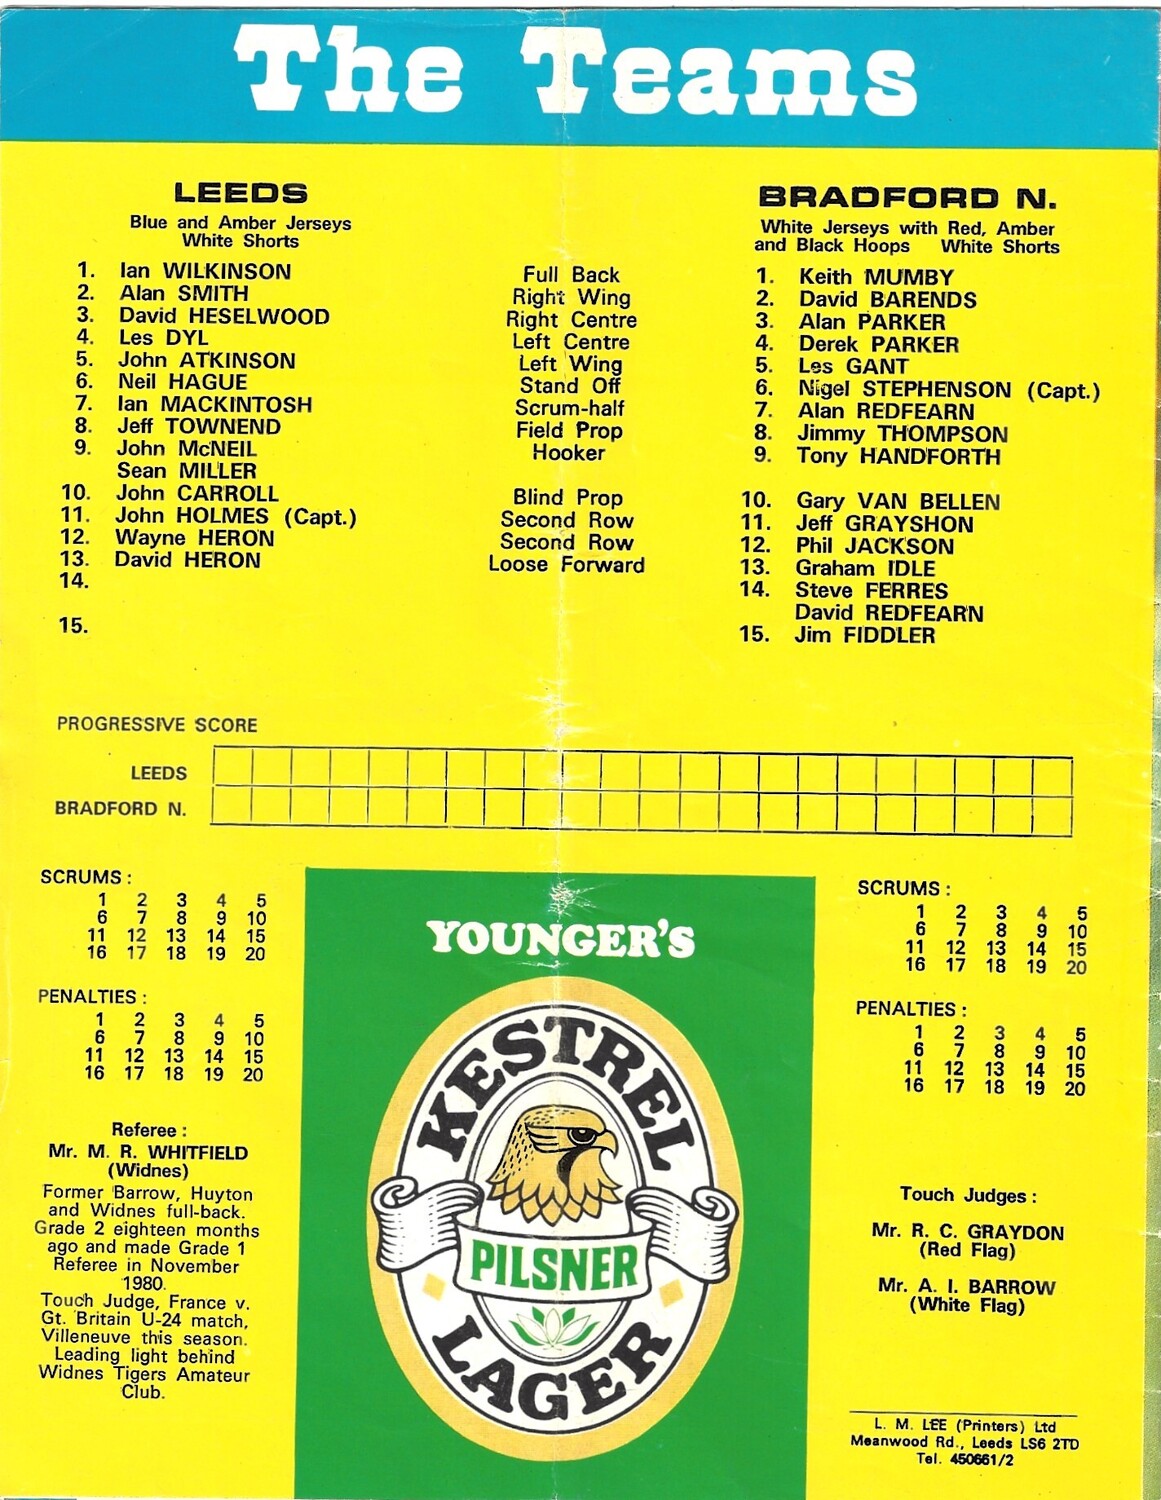 The Teams
LEEDS
Blue and Amber Jerseys
White Shorts
1. Ian WILKINSON
2. Alan SMITH
3. David HESELWOOD
4. Les DYL
5. John ATKINSON
6. Neil HAGUE
7. Ian MACKINTOSH
8. Jeff TOWNEND
9. John McNEIL
Sean MILLER
10. John CARROLL
11. John HOLMES (Capt.)
12. Wayne HERON
13. David HERON
14.
15.
Full Back
Right Wing
Right Centre
Left Centre
Left Wing
Stand Off
Scrum-half
Field Prop
Hooker
Blind Prop
Second Row
Second Row
Loose Forward
BRADFORD N.
White Jerseys with Red, Amber
and Black Hoops White Shorts
1. Keith MUMBY
2. David BARENDS
3. Alan PARKER
4. Derek PARKER
5. Les GANT
6. Nigel STEPHENSON (Capt.)
7. Alan REDFEARN
8. Jimmy THOMPSON
9. Tony HANDFORTH
10. Gary VAN BELLEN
11. Jeff GRAYSHON
12. Phil JACKSON
13. Graham IDLE
14. Steve FERRES
David REDFEARN
15. Jim FIDDLER
PROGRESSIVE SCORE
LEEDS
BRADFORD N.
SCRUMS :
1 2 3 4 5
6 7 8 9 10
11 12 13 14 15
16 17 18 19 20
PENALTIES :
1 2 3 4 5
6 7 8 9 10
11 12 13 14 15
16 17 18 19 20
Referee :
Mr. M. R. WHITFIELD
(Widnes)
Former Barrow, Huyton
and Widnes full-back.
Grade 2 eighteen months
ago and made Grade 1
Referee in November
1980.
Touch Judge, France v.
Gt. Britain U-24 match,
Villeneuve this season.
Leading light behind
Widnes Tigers Amateur
Club.
YOUNGER'S
KESTREL
PILSNER
LAGER
SCRUMS :
1 2 3 4 5
6 7 8 9 10
11 12 13 14 15
16 17 18 19 20
PENALTIES :
1 2 3 4 5
6 7 8 9 10
11 12 13 14 15
16 17 18 19 20
Touch Judges :
Mr. R. C. GRAYDON
(Red Flag)
Mr. A. I. BARROW
(White Flag)
L. M. LEE (Printers) Ltd
Meanwood Rd., Leeds LS6 2TD
Tel. 450661/2